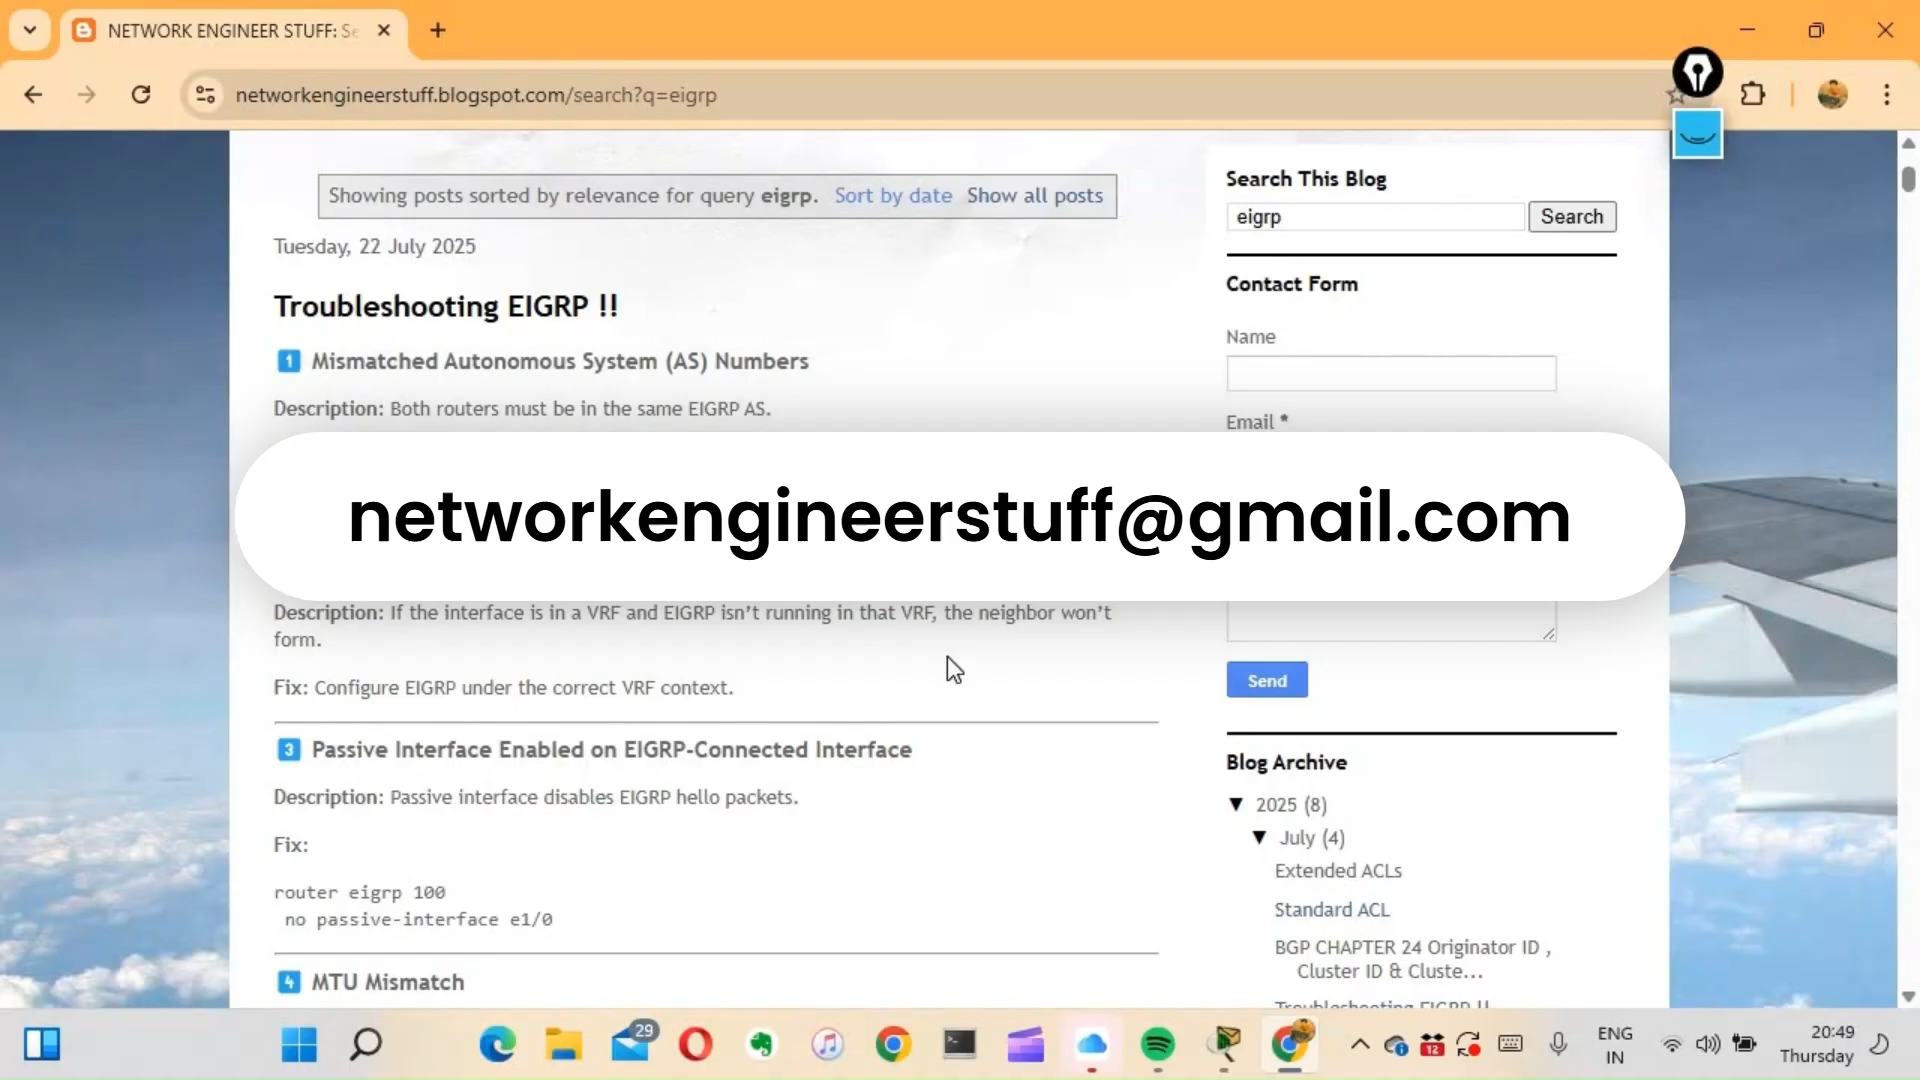 NETWORK ENGINEER STUFF: Se
networkengineerstuff.blogspot.com/search?q=eigrp
Showing posts sorted by relevance for query eigrp. Sort by date Show all posts
Tuesday, 22 July 2025
Troubleshooting EIGRP !!
1 Mismatched Autonomous System (AS) Numbers
Description: Both routers must be in the same EIGRP AS.
networkengineerstuff@gmail.com
Description: If the interface is in a VRF and EIGRP isn't running in that VRF, the neighbor won't
form.
Fix: Configure EIGRP under the correct VRF context.
3 Passive Interface Enabled on EIGRP-Connected Interface
Description: Passive interface disables EIGRP hello packets.
Fix:
router eigrp 100
no passive-interface e1/0
4 MTU Mismatch
Search This Blog
eigrp Search
Contact Form
Name
Email *
Send
Blog Archive
▼ 2025 (8)
▼ July (4)
Extended ACLs
Standard ACL
BGP CHAPTER 24 Originator ID ,
Cluster ID & Cluste...
Troubleshooting EIGRP !!
29
12
ENG
IN
20:49
Thursday